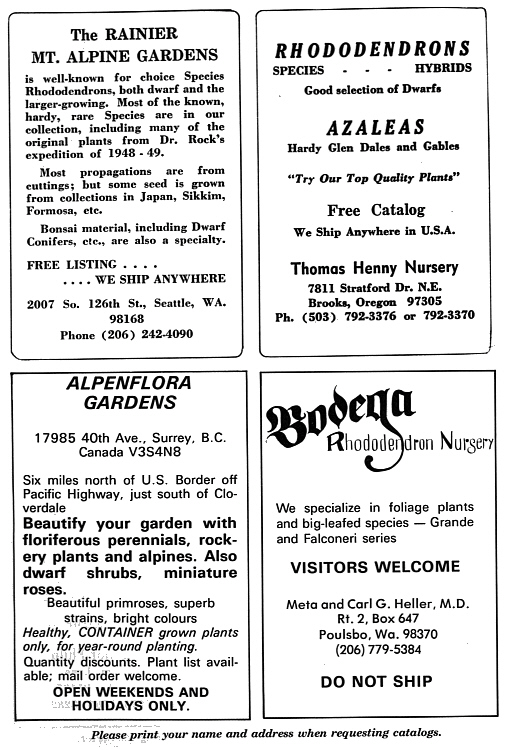 The RAINIER
MT. ALPINE GARDENS
is well-known for choice Species
Rhododendrons, both dwarf and the
larger-growing. Most of the known,
hardy, rare Species are in our
collection, including many of the
original plants from Dr. Rock's
expedition of 1948 - 49.
Most propagations are from
cuttings; but some seed is grown
from collections in Japan, Sikkim,
Formosa, etc.
Bonsai material, including Dwarf
Conifers, etc., are also a specialty.
FREE LISTING . . . .
. . . . WE SHIP ANYWHERE
2007 So. 126th St., Seattle, WA.
98168
Phone (206) 242-4090
RHODODENDRONS
SPECIES - - - HYBRIDS
Good selection of Dwarfs
AZALEAS
Hardy Glen Dales and Gables
"Try Our Top Quality Plants"
Free Catalog
We Ship Anywhere in U.S.A.
Thomas Henny Nursery
7811 Stratford Dr. N.E.
Brooks, Oregon 97305
Ph. (503) 792-3376 or 792-3370
ALPENFLORA
GARDENS
17985 40th Ave., Surrey, B.C.
Canada V3S4N8
Six miles north of U.S. Border off
Pacific Highway, just south of Clo-
verdale
Beautify your garden with
floriferous perennials, rock-
ery plants and alpines. Also
dwarf shrubs, miniature
roses.
Beautiful primroses, superb
strains, bright colours
Healthy, CONTAINER grown plants
only, for year-round planting.
Quantity discounts. Plant list avail-
able; mail order welcome.
OPEN WEEKENDS AND
HOLIDAYS ONLY.
Bodega
Rhododendron Nursery
We specialize in foliage plants
and big-leafed species — Grande
and Falconeri series
VISITORS WELCOME
Meta and Carl G. Heller, M.D.
Rt. 2, Box 647
Poulsbo, Wa. 98370
(206) 779-5384
DO NOT SHIP
Please print your name and address when requesting catalogs.